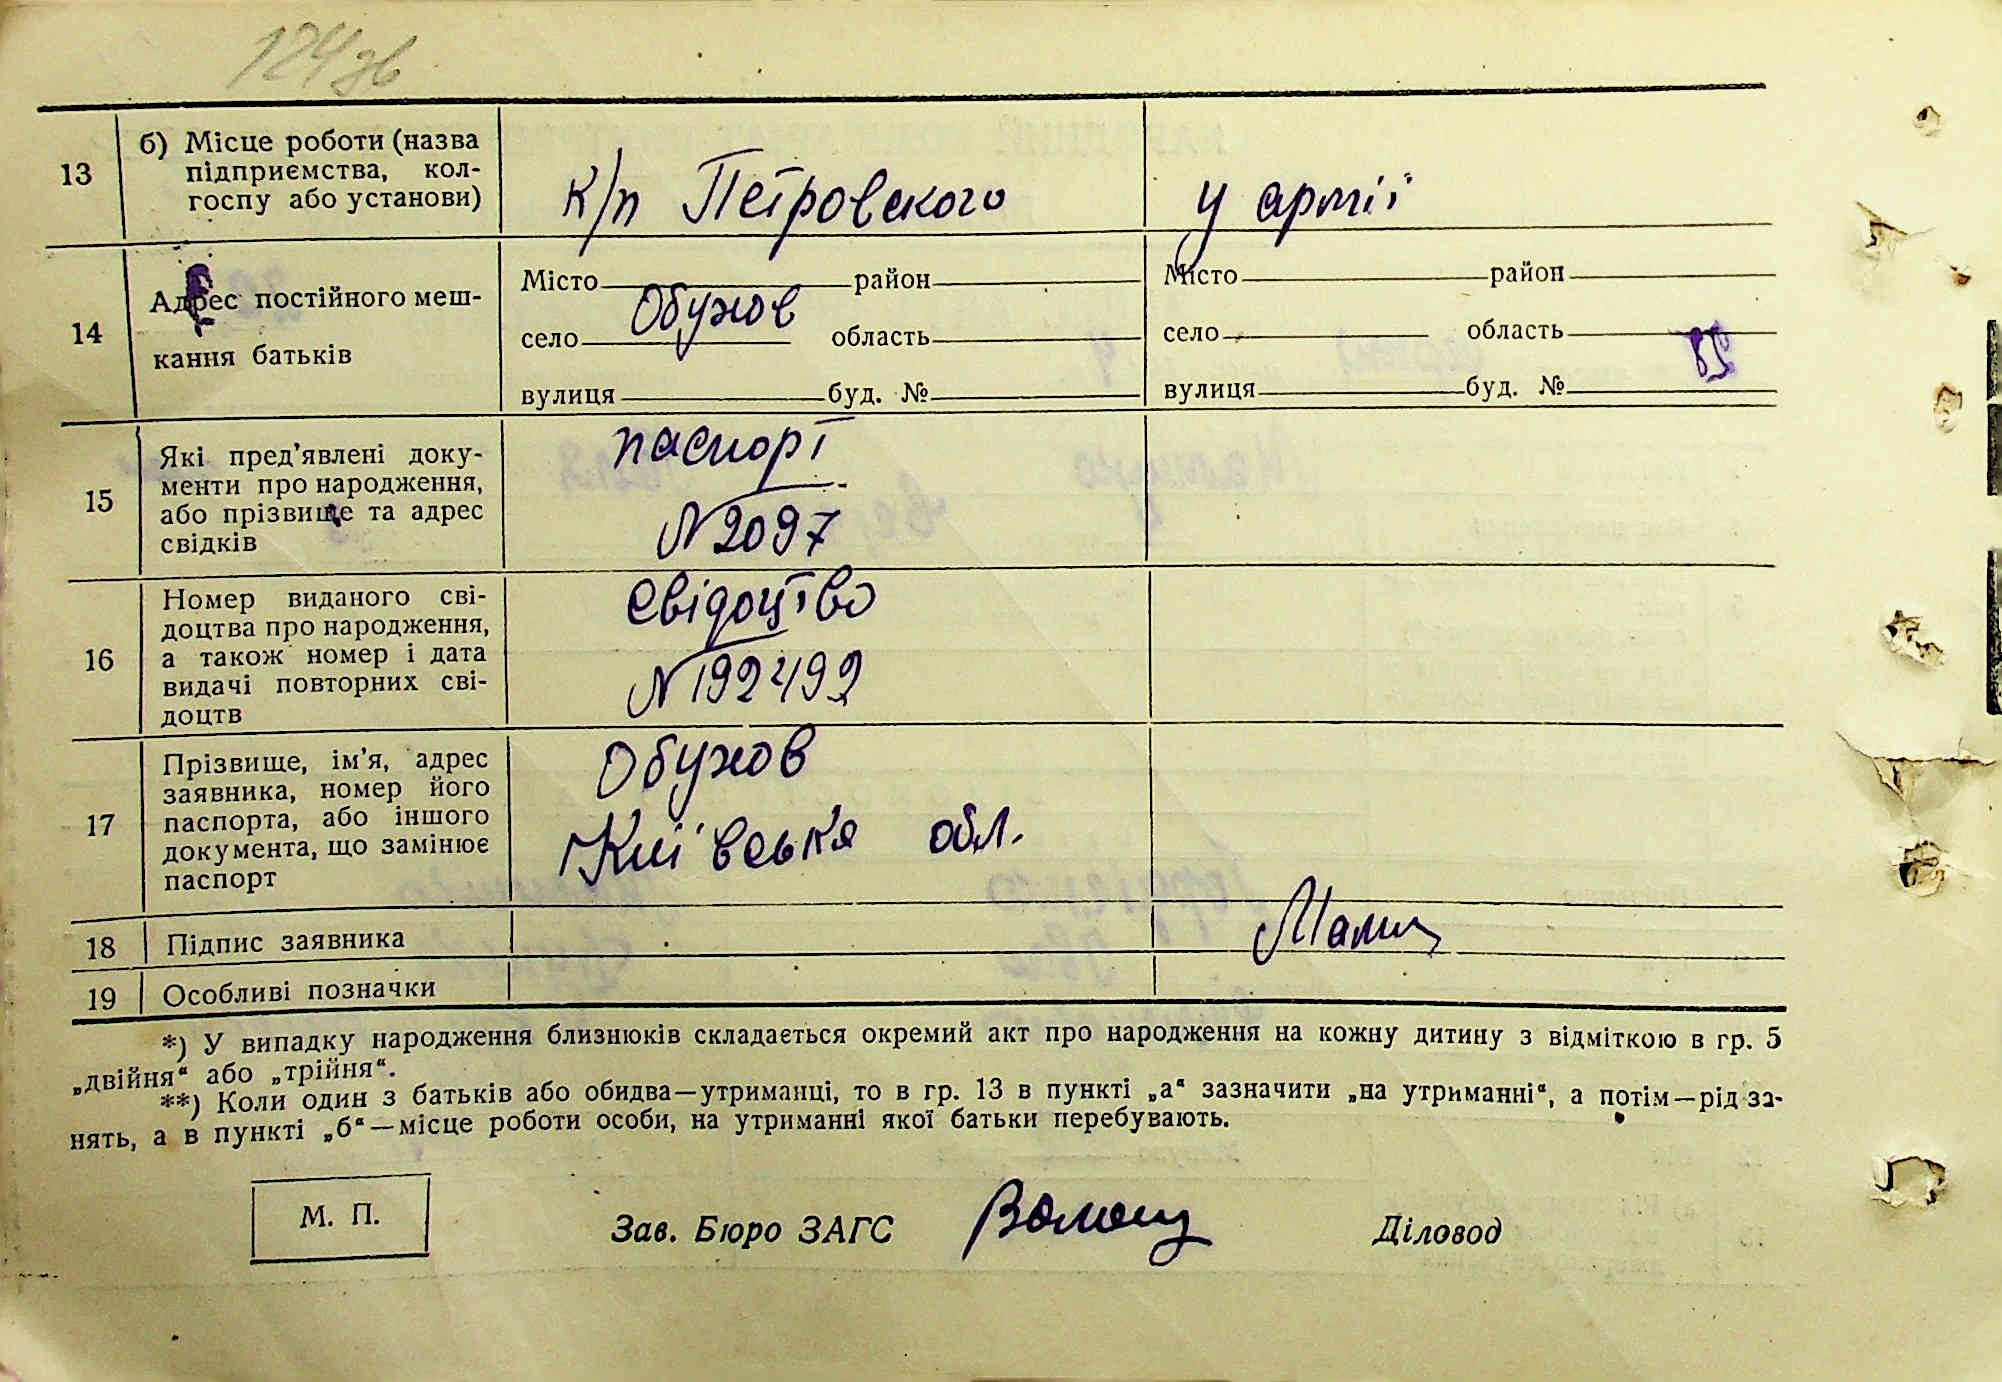 124 зв
13 б) Місце роботи (назва
підприємства, кол-
госпу або установи)
к/п Петровского
у армії
14 Адрес постійного меш-
кання батьків
Місто район
село Обухов область
вулиця буд. №
Місто район
село область
вулиця буд. №
15 Які пред'явлені доку-
менти про народження,
або прізвище та адрес
свідків
паспорт
N 2097
16 Номер виданого сві-
доцтва про народження,
а також номер і дата
видачі повторних сві-
доцтв
Свідоцтво
N 192492
17 Прізвище, ім'я, адрес
заявника, номер його
паспорта, або іншого
документа, що замінює
паспорт
Обухов
Київська обл.
18 Підпис заявника
19 Особливі позначки
*) У випадку народження близнюків складається окремий акт про народження на кожну дитину з відміткою в гр. 5
„двійня“ або „трійня“.
**) Коли один з батьків або обидва—утриманці, то в гр. 13 в пункті „а“ зазначити „на утриманні“, а потім—рід за-
нять, а в пункті „б“—місце роботи особи, на утриманні якої батьки перебувають.
М. П.
Зав. Бюро ЗАГС
Діловод